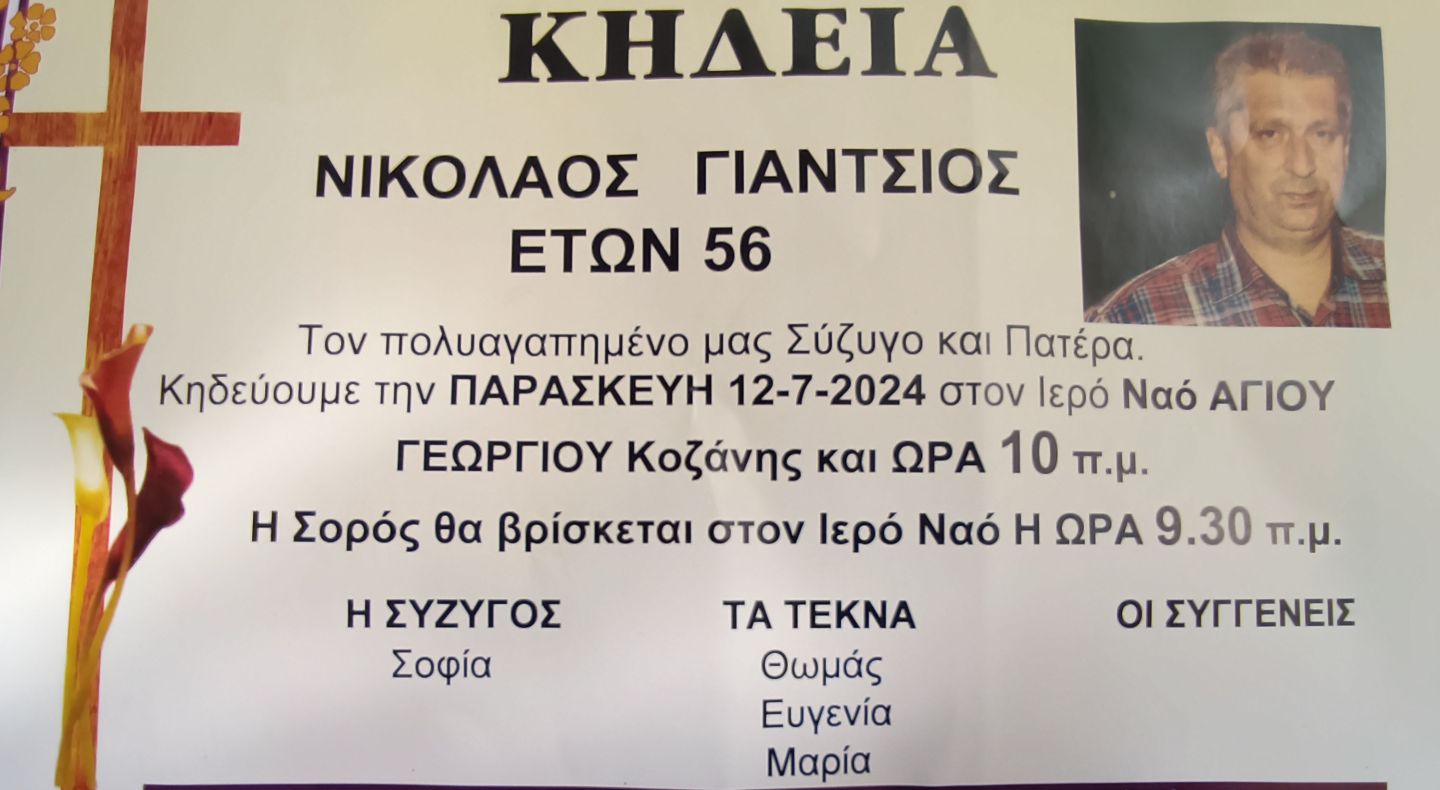 ΚΗΔΕΙΑ
ΝΙΚΟΛΑΟΣ ΓΙΑΝΤΣΙΟΣ
ΕΤΩΝ 56
Τον πολυαγαπημένο μας Σύζυγο και Πατέρα.
Κηδεύουμε την ΠΑΡΑΣΚΕΥΗ 12-7-2024 στον Ιερό Ναό ΑΓΙΟΥ
ΓΕΩΡΓΙΟΥ Κοζάνης και ΩΡΑ 10 π.μ.
Η Σορός θα βρίσκεται στον Ιερό Ναό Η ΩΡΑ 9.30 π.μ.
Η ΣΥΖΥΓΟΣ ΤΑ ΤΕΚΝΑ ΟΙ ΣΥΓΓΕΝΕΙΣ
Σοφία Θωμάς
Ευγενία
Μαρία